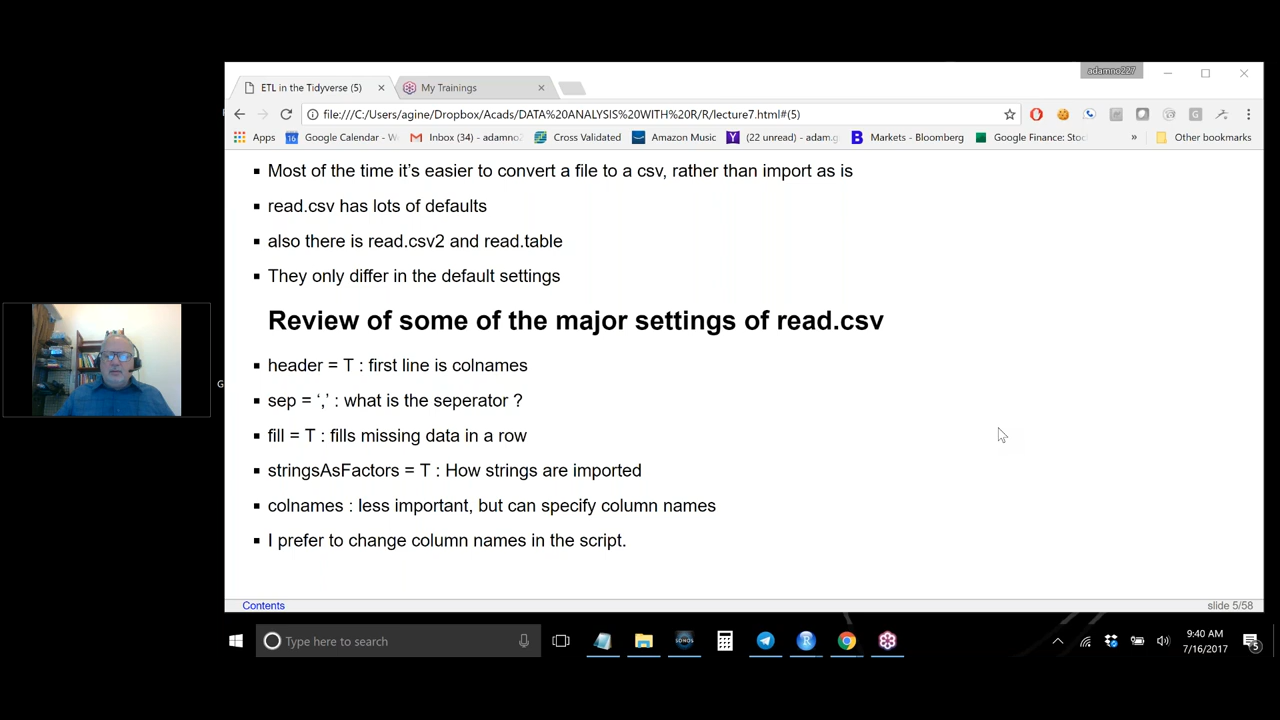 adamno227
ETL in the Tidyverse (5)
My Trainings
file:///C:/Users/agine/Dropbox/Acads/DATA%20ANALYSIS%20WITH%20R/R/lecture7.html#(5)
Apps
Google Calendar - We
Inbox (34) - adamno2
Cross Validated
Amazon Music
(22 unread) - adam.g
Markets - Bloomberg
Google Finance: Stoc
»
Other bookmarks
▪ Most of the time it’s easier to convert a file to a csv, rather than import as is
▪ read.csv has lots of defaults
▪ also there is read.csv2 and read.table
▪ They only differ in the default settings
Review of some of the major settings of read.csv
▪ header = T : first line is colnames
▪ sep = ‘,’ : what is the seperator ?
▪ fill = T : fills missing data in a row
▪ stringsAsFactors = T : How strings are imported
▪ colnames : less important, but can specify column names
▪ I prefer to change column names in the script.
G
Contents
slide 5/58
Type here to search
SONOS
R
9:40 AM
7/16/2017
5